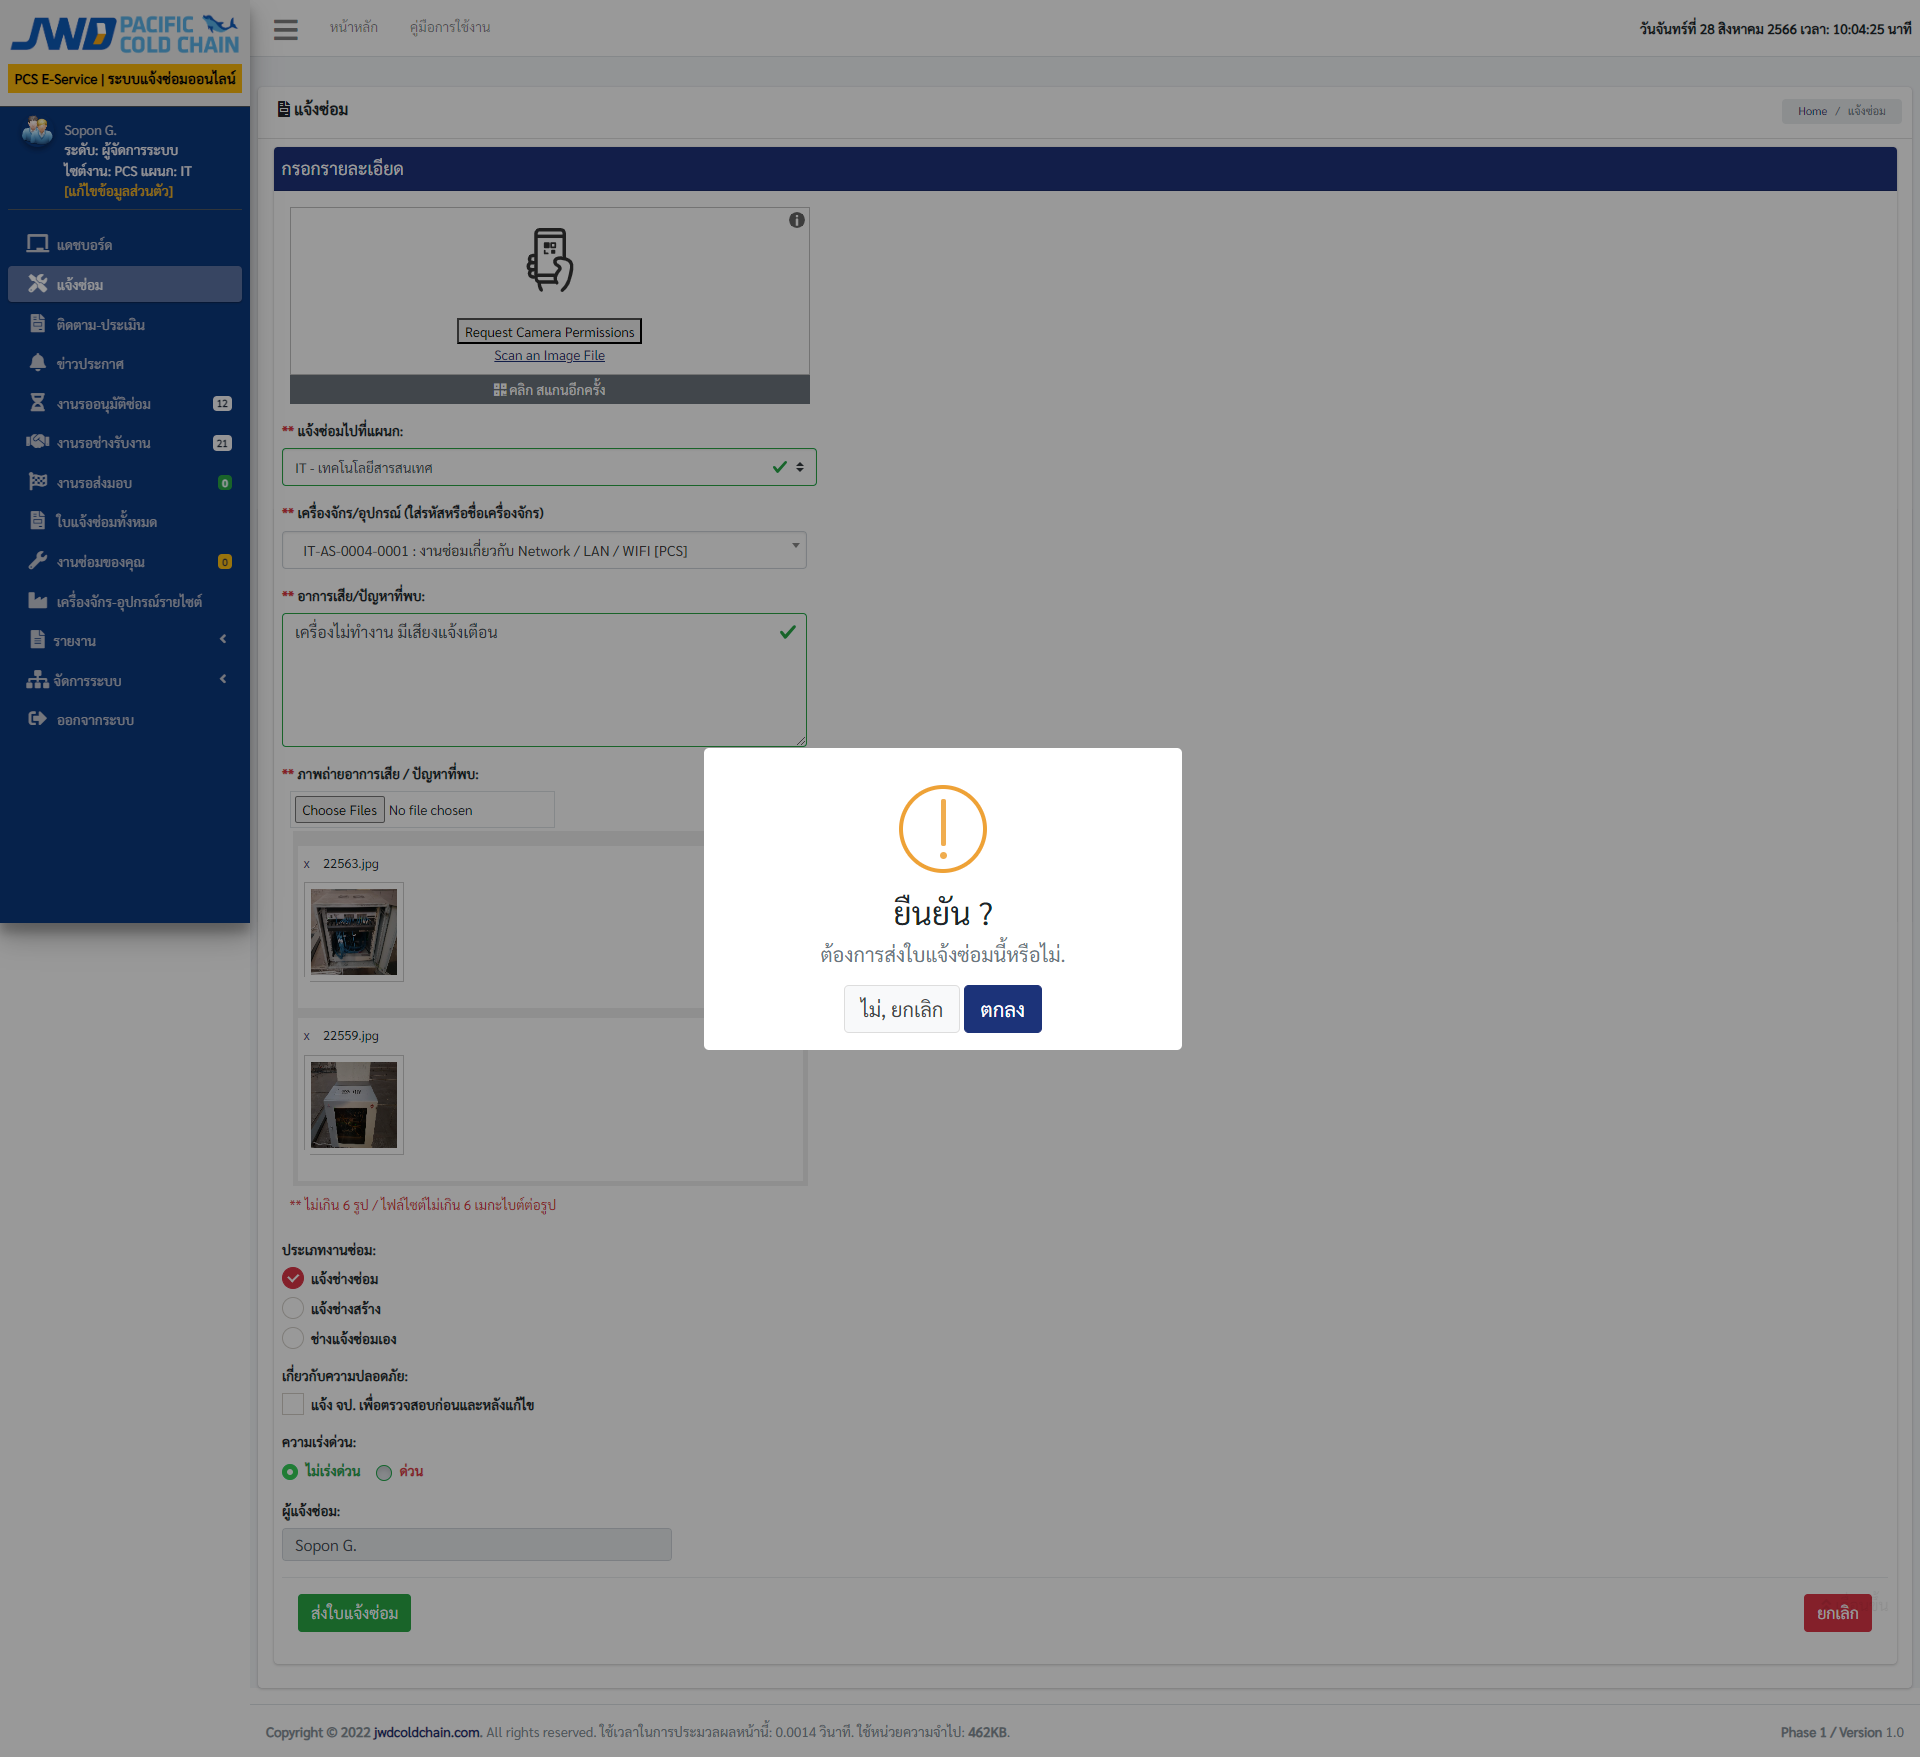 JWD PACIFIC
COLD CHAIN
PCS E-Service | ระบบแจ้งซ่อมออนไลน์
Sopon G.
ระดับ: ผู้จัดการระบบ
ไซต์งาน: PCS แผนก: IT
[แก้ไขข้อมูลส่วนตัว]
แดชบอร์ด
แจ้งซ่อม
ติดตาม-ประเมิน
ข่าวประกาศ
งานรออนุมัติซ่อม 12
งานรอช่างรับงาน 21
งานรอส่งมอบ 0
ใบแจ้งซ่อมทั้งหมด
งานซ่อมของคุณ 0
เครื่องจักร-อุปกรณ์รายไซต์
รายงาน
จัดการระบบ
ออกจากระบบ
หน้าหลัก คู่มือการใช้งาน
วันจันทร์ที่ 28 สิงหาคม 2566 เวลา: 10:04:25 นาที
แจ้งซ่อม
Home / แจ้งซ่อม
กรอกรายละเอียด
Request Camera Permissions
Scan an Image File
คลิก สแกนอีกครั้ง
** แจ้งซ่อมไปที่แผนก:
IT - เทคโนโลยีสารสนเทศ
** เครื่องจักร/อุปกรณ์ (ใส่รหัสหรือชื่อเครื่องจักร)
IT-AS-0004-0001 : งานซ่อมเกี่ยวกับ Network / LAN / WIFI [PCS]
** อาการเสีย/ปัญหาที่พบ:
เครื่องไม่ทำงาน มีเสียงแจ้งเตือน
** ภาพถ่ายอาการเสีย / ปัญหาที่พบ:
Choose Files No file chosen
x 22563.jpg
x 22559.jpg
** ไม่เกิน 6 รูป / ไฟล์ไซต์ไม่เกิน 6 เมกะไบต์ต่อรูป
ยืนยัน ?
ต้องการส่งใบแจ้งซ่อมนี้หรือไม่.
ไม่, ยกเลิก ตกลง
ประเภทงานซ่อม:
แจ้งช่างซ่อม
แจ้งช่างสร้าง
ช่างแจ้งซ่อมเอง
เกี่ยวกับความปลอดภัย:
แจ้ง จป. เพื่อตรวจสอบก่อนและหลังแก้ไข
ความเร่งด่วน:
ไม่เร่งด่วน ด่วน
ผู้แจ้งซ่อม:
Sopon G.
ส่งใบแจ้งซ่อม ยกเลิก
Copyright © 2022 jwdcoldchain.com. All rights reserved. ใช้เวลาในการประมวลผลหน้านี้: 0.0014 วินาที. ใช้หน่วยความจำไป: 462KB.
Phase 1 / Version 1.0